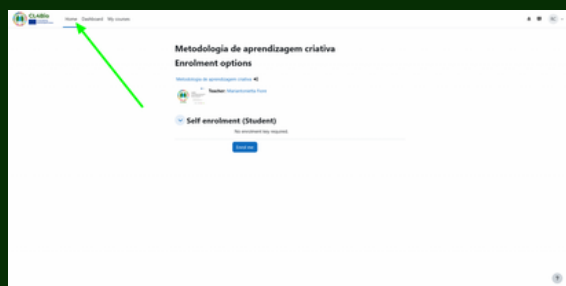 CLABio
Home Dashboard My courses
Metodologia de aprendizagem criativa
Enrolment options
Metodologia de aprendizagem criativa
Teacher:
Self enrolment (Student)
No enrolment key required.
Enrol me
?